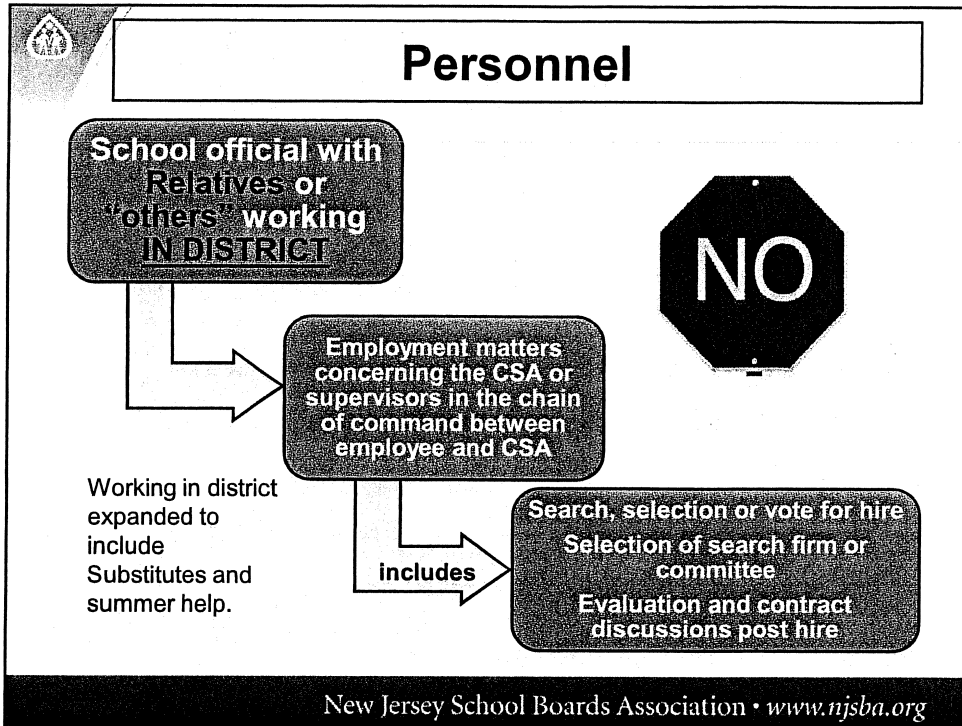 Personnel
School official with
Relatives or
"others" working
IN DISTRICT
NO
Employment matters
concerning the CSA or
supervisors in the chain
of command between
employee and CSA
Working in district
expanded to
include
Substitutes and
summer help.
includes
Search, selection or vote for hire
Selection of search firm or
committee
Evaluation and contract
discussions post hire
New Jersey School Boards Association • www.njsba.org